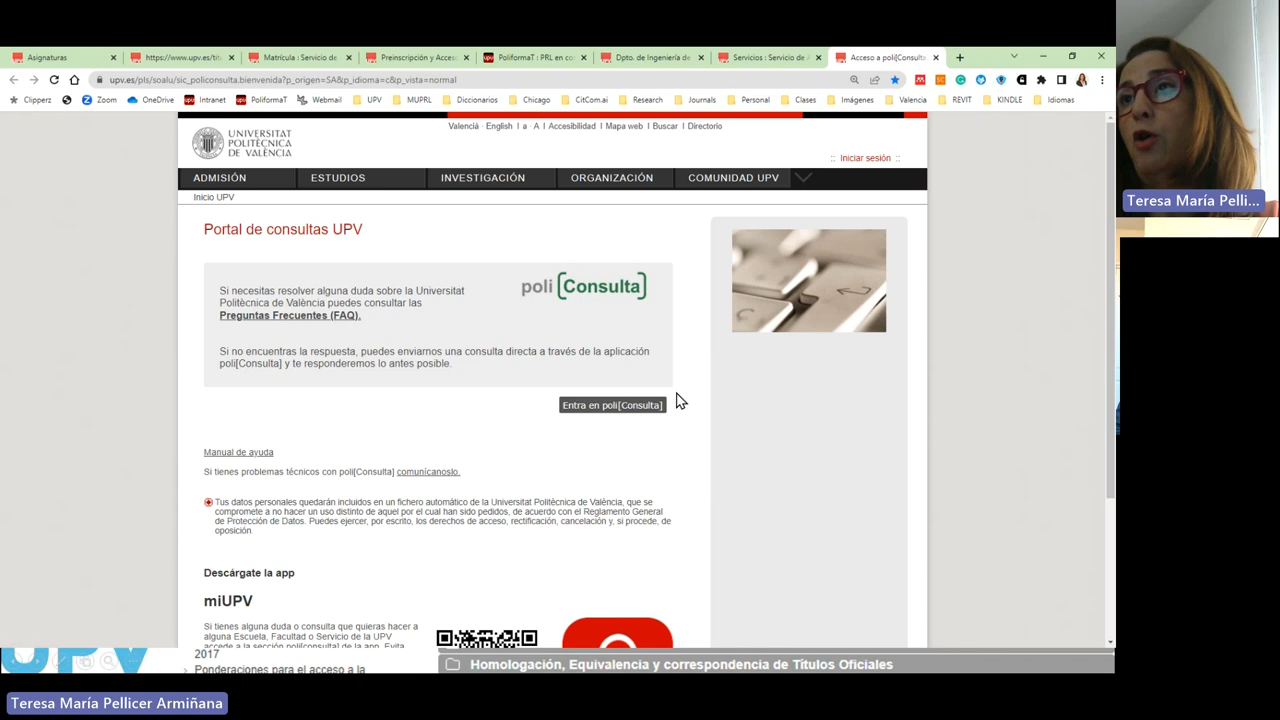 Asignaturas
https://www.upv.es/tit
Matrícula : Servicio de
Preinscripción y Acces
PoliformaT : PRL en co
Dpto. de Ingeniería de
Servicios : Servicio de A
Acceso a poli[Consulta
upv.es/pls/soalu/sic_policonsulta.bienvenida?p_origen=SA&p_idioma=c&p_vista=normal
Clipperz
Zoom
OneDrive
Intranet
PoliformaT
Webmail
UPV
MUPRL
Diccionarios
Chicago
CitCom.ai
Research
Journals
Personal
Clases
Imágenes
Valencia
REVIT
KINDLE
Idiomas
UNIVERSITAT
POLITÈCNICA
DE VALÈNCIA
Valencià · English | a · A | Accesibilidad | Mapa web | Buscar | Directorio
:: Iniciar sesión ::
ADMISIÓN
ESTUDIOS
INVESTIGACIÓN
ORGANIZACIÓN
COMUNIDAD UPV
Inicio UPV
Portal de consultas UPV
poli [Consulta]
Si necesitas resolver alguna duda sobre la Universitat
Politècnica de València puedes consultar las
Preguntas Frecuentes (FAQ).
Si no encuentras la respuesta, puedes enviarnos una consulta directa a través de la aplicación
poli[Consulta] y te responderemos lo antes posible.
Entra en poli[Consulta]
Manual de ayuda
Si tienes problemas técnicos con poli[Consulta] comunícanoslo.
Tus datos personales quedarán incluidos en un fichero automático de la Universitat Politècnica de València, que se
compromete a no hacer un uso distinto de aquel por el cual han sido pedidos, de acuerdo con el Reglamento General
de Protección de Datos. Puedes ejercer, por escrito, los derechos de acceso, rectificación, cancelación y, si procede, de
oposición.
Descárgate la app
miUPV
Si tienes alguna duda o consulta que quieras hacer a
alguna Escuela, Facultad o Servicio de la UPV
accede a la sección poli[consulta] de la app. Evita
2017
Ponderaciones para el acceso a la
Homologación, Equivalencia y correspondencia de Títulos Oficiales
UPV
Teresa María Pelli...
Teresa María Pellicer Armiñana